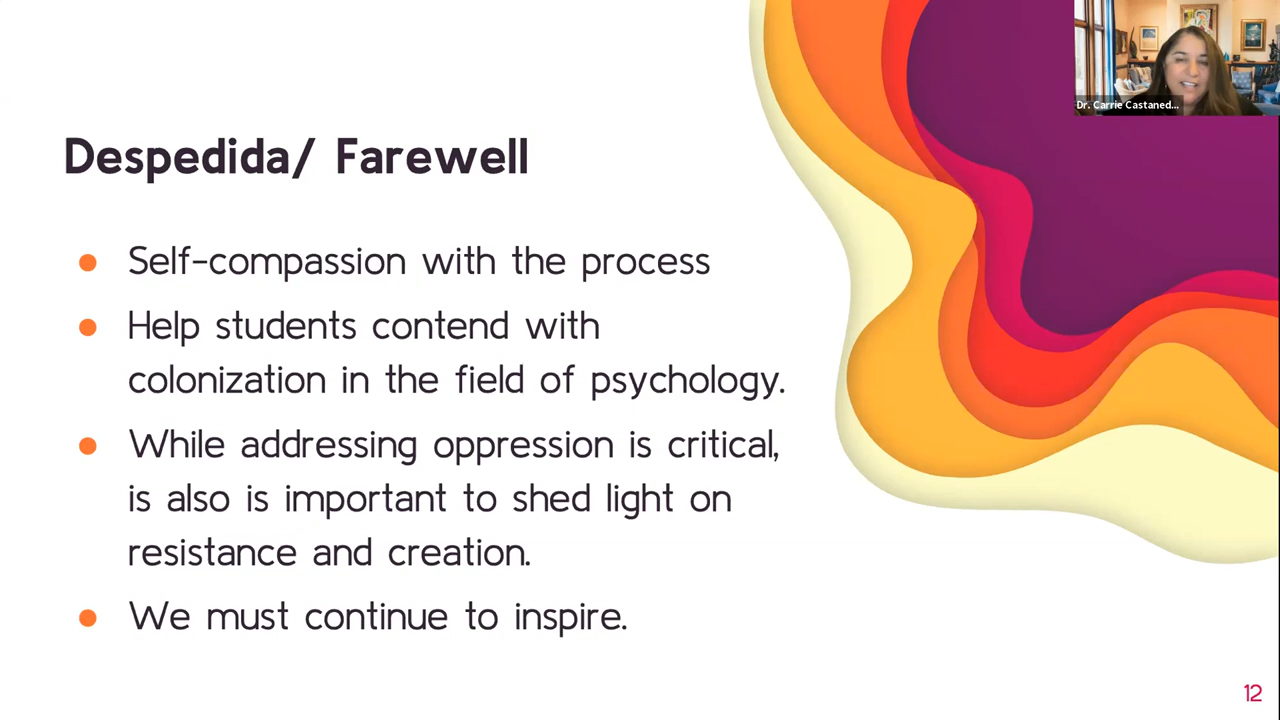 Dr. Carrie Castaned...
Despedida/ Farewell
Self-compassion with the process
Help students contend with
colonization in the field of psychology.
While addressing oppression is critical,
is also is important to shed light on
resistance and creation.
We must continue to inspire.
12